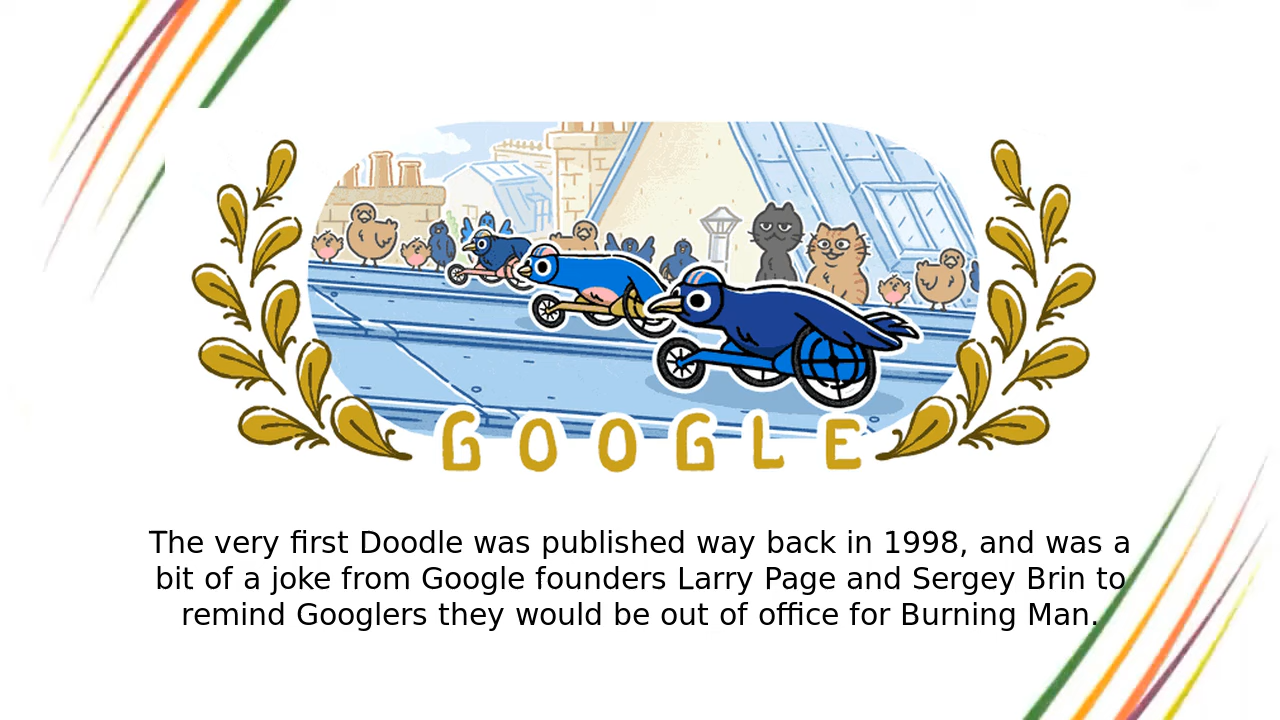 GOOGLE
The very first Doodle was published way back in 1998, and was a
bit of a joke from Google founders Larry Page and Sergey Brin to
remind Googlers they would be out of office for Burning Man.